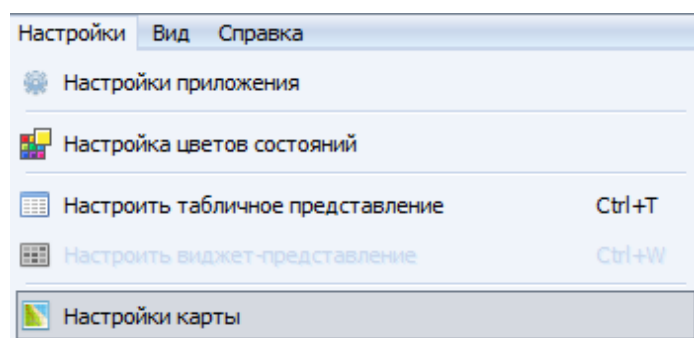 Настройки Вид Справка
Настройки приложения
Настройка цветов состояний
Настроить табличное представление Ctrl+T
Настроить виджет-представление Ctrl+W
Настройки карты